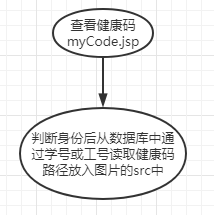 查看健康码
myCode.jsp
判断身份后从数据库中通
过学号或工号读取健康码
路径放入图片的src中